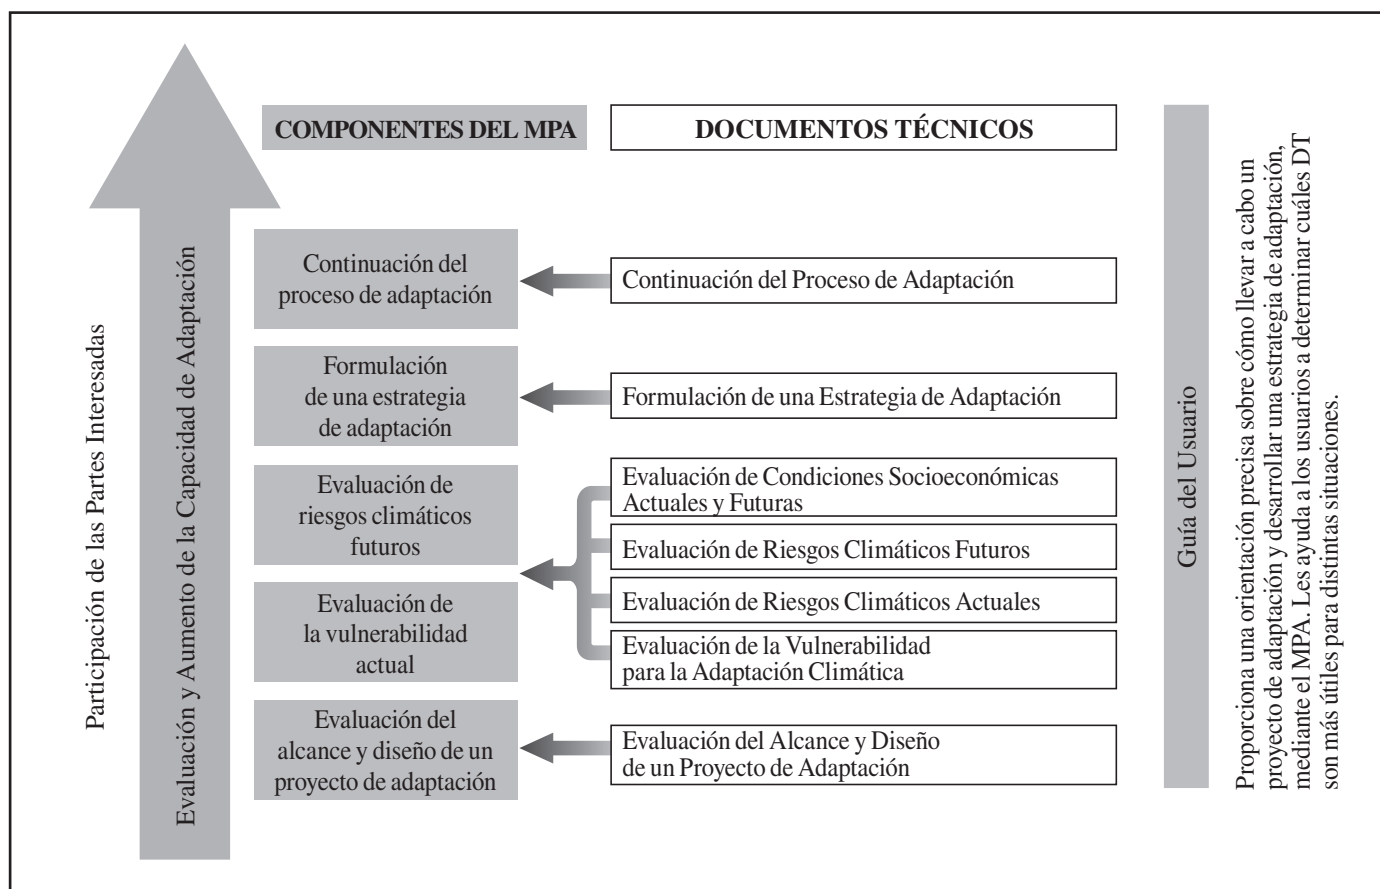 Participación de las Partes Interesadas
Evaluación y Aumento de la Capacidad de Adaptación
COMPONENTES DEL MPA
DOCUMENTOS TÉCNICOS
Continuación del
proceso de adaptación
Continuación del Proceso de Adaptación
Formulación
de una estrategia
de adaptación
Formulación de una Estrategia de Adaptación
Evaluación de
riesgos climáticos
futuros
Evaluación de la vulnerabilidad
Evaluación de Condiciones Socioeconómicas
Actuales y Futuras
Evaluación de Riesgos Climáticos Futuros
Evaluación de
la vulnerabilidad
actual
Evaluación de Riesgos Climáticos Actuales
Evaluación de la Vulnerabilidad
para la Adaptación Climática
Evaluación del
alcance y diseño de un
proyecto de adaptación
Evaluación del Alcance y Diseño
de un Proyecto de Adaptación
Guía del Usuario
Proporciona una orientación precisa sobre cómo llevar a cabo un
proyecto de adaptación y desarrollar una estrategia de adaptación,
mediante el MPA. Les ayuda a los usuarios a determinar cuáles DT
son más útiles para distintas situaciones.